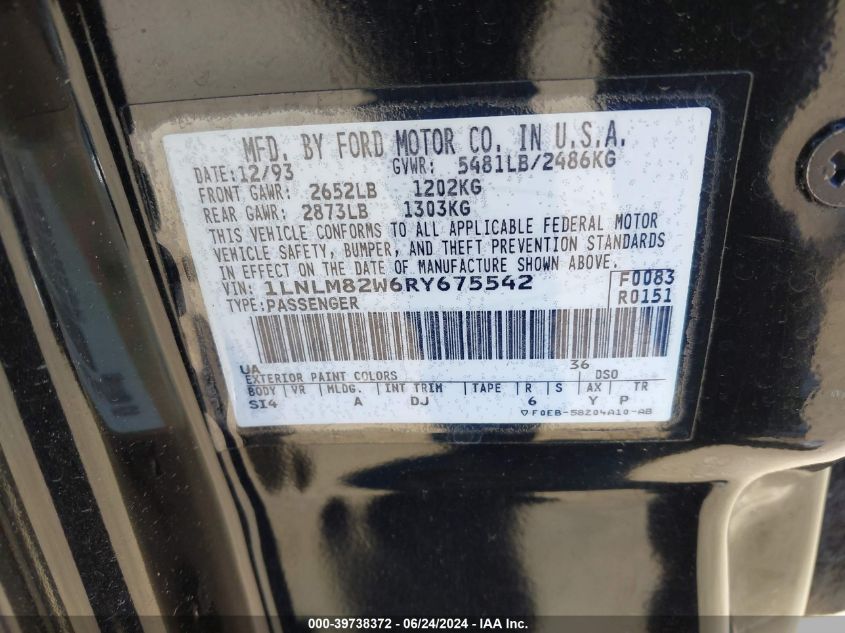 MFD. BY FORD MOTOR CO. IN U.S.A.
DATE: 12/93 GVWR: 5481LB/2486KG
FRONT GAWR: 2652LB 1202KG
REAR GAWR: 2873LB 1303KG
THIS VEHICLE CONFORMS TO ALL APPLICABLE FEDERAL MOTOR
VEHICLE SAFETY, BUMPER, AND THEFT PREVENTION STANDARDS
IN EFFECT ON THE DATE OF MANUFACTURE SHOWN ABOVE.
VIN: 1LNLM82W6RY675542 F0083
TYPE: PASSENGER R0151
UA 36
EXTERIOR PAINT COLORS DSO
BODY VR MLDG. INT TRIM TAPE R S AX TR
SI4 A DJ 6 Y P
▽F0EB-58204A10-AB
000-39738372 - 06/24/2024 - IAA Inc.